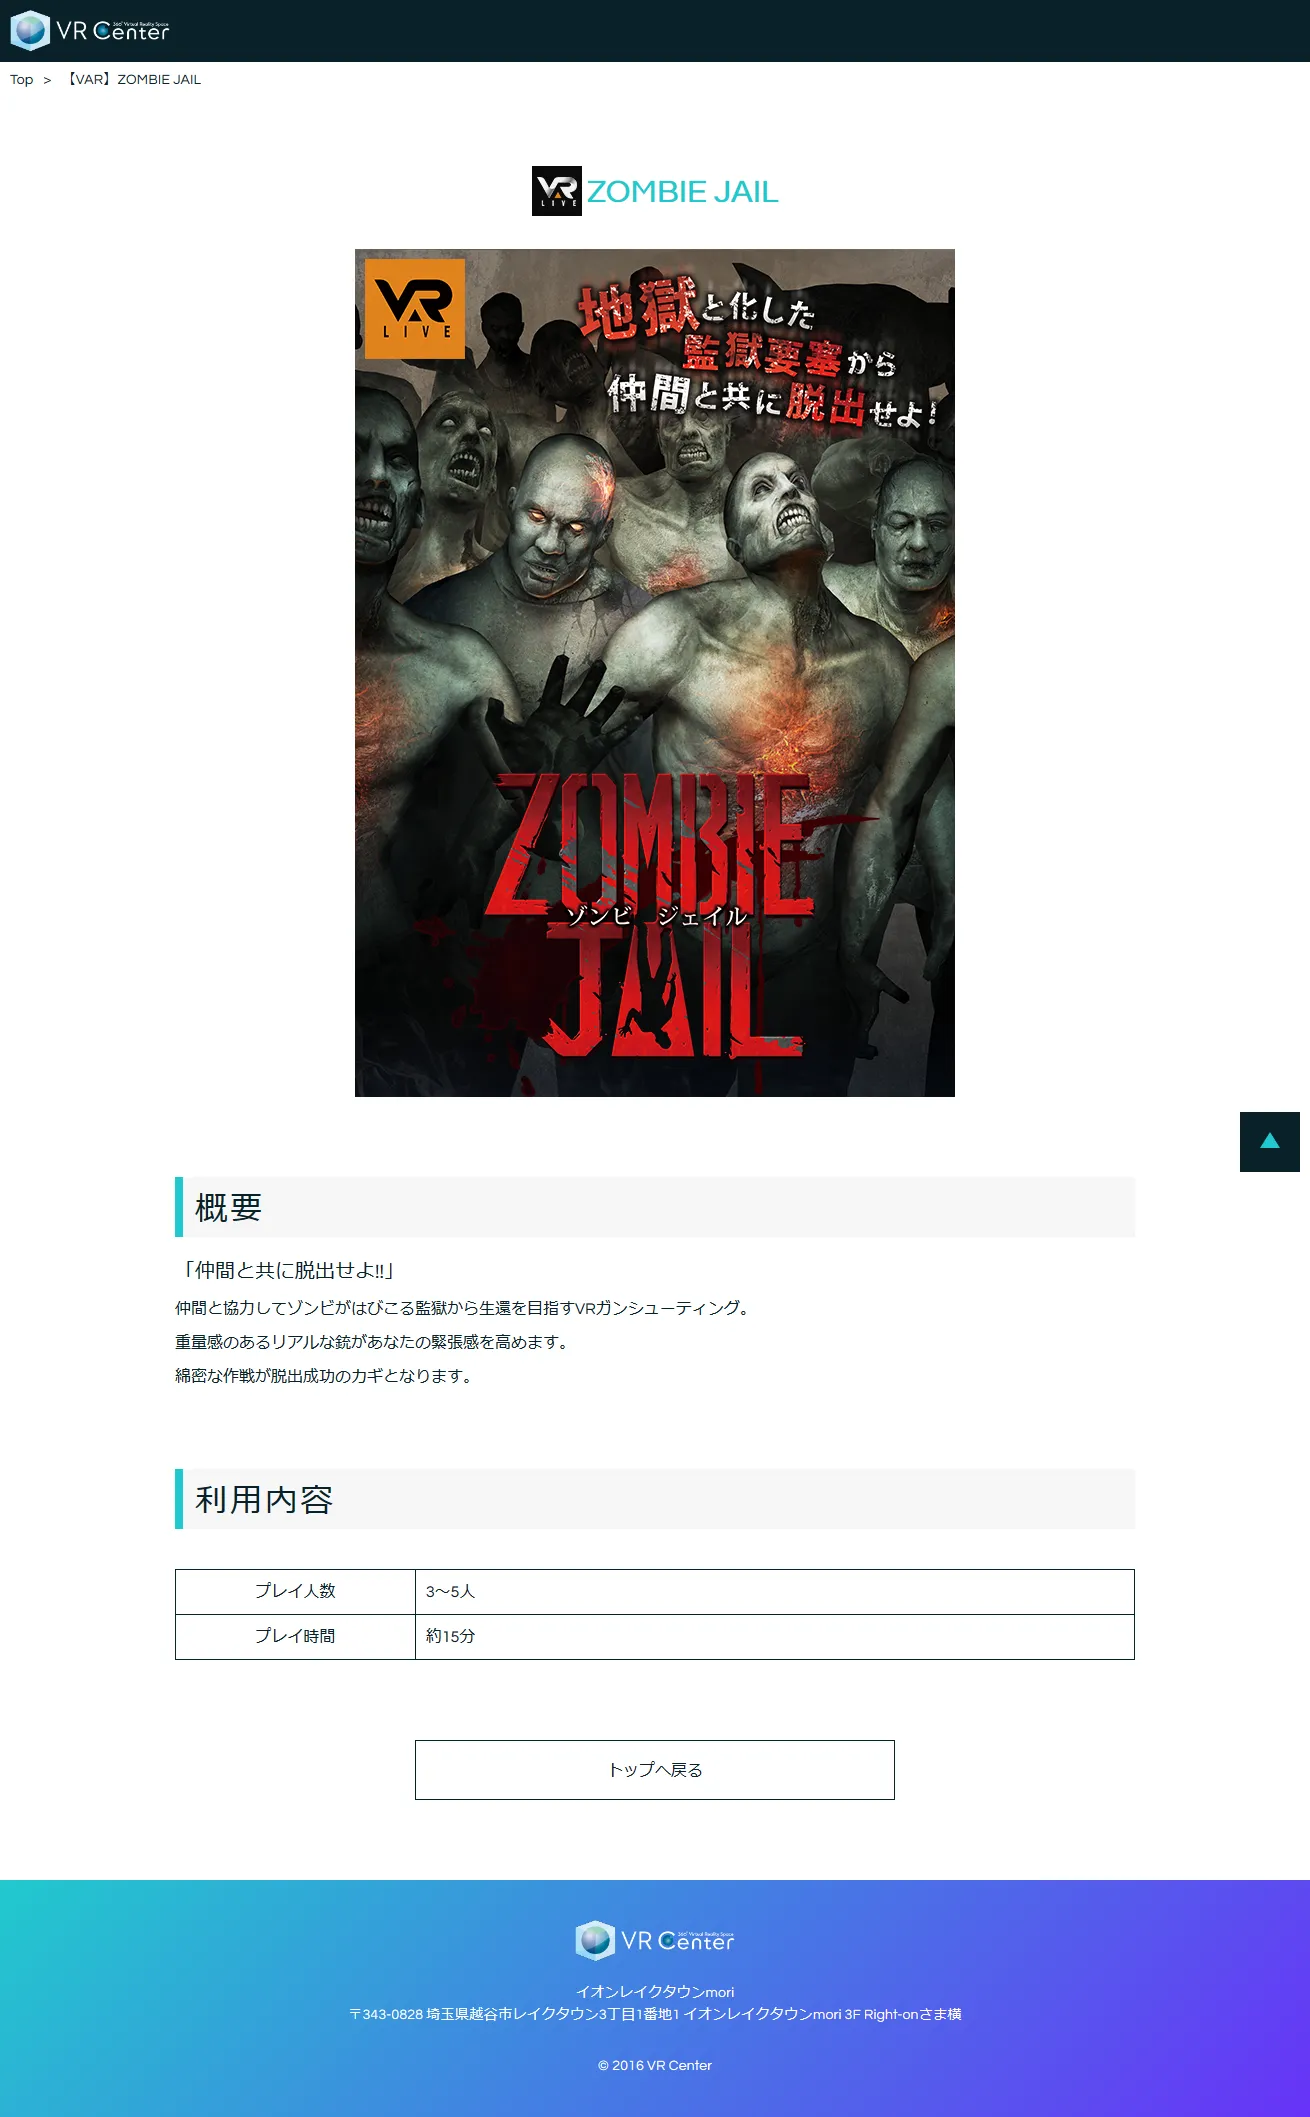 VR Center
360° Virtual Reality Space
Top > 【VAR】ZOMBIE JAIL
VAR LIVE ZOMBIE JAIL
VAR
LIVE
地獄と化した
監獄要塞から
仲間と共に脱出せよ!
ZOMBIE
ゾンビ ジェイル
JAIL
概要
「仲間と共に脱出せよ!!」
仲間と協力してゾンビがはびこる監獄から生還を目指すVRガンシューティング。
重量感のあるリアルな銃があなたの緊張感を高めます。
綿密な作戦が脱出成功のカギとなります。
利用内容
プレイ人数 3〜5人
プレイ時間 約15分
トップへ戻る
360° Virtual Reality Space
VR Center
イオンレイクタウンmori
〒343-0828 埼玉県越谷市レイクタウン3丁目1番地1 イオンレイクタウンmori 3F Right-onさま横
© 2016 VR Center